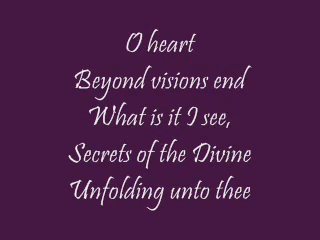 O heart
Beyond visions end
What is it I see,
Secrets of the Divine
Unfolding unto thee